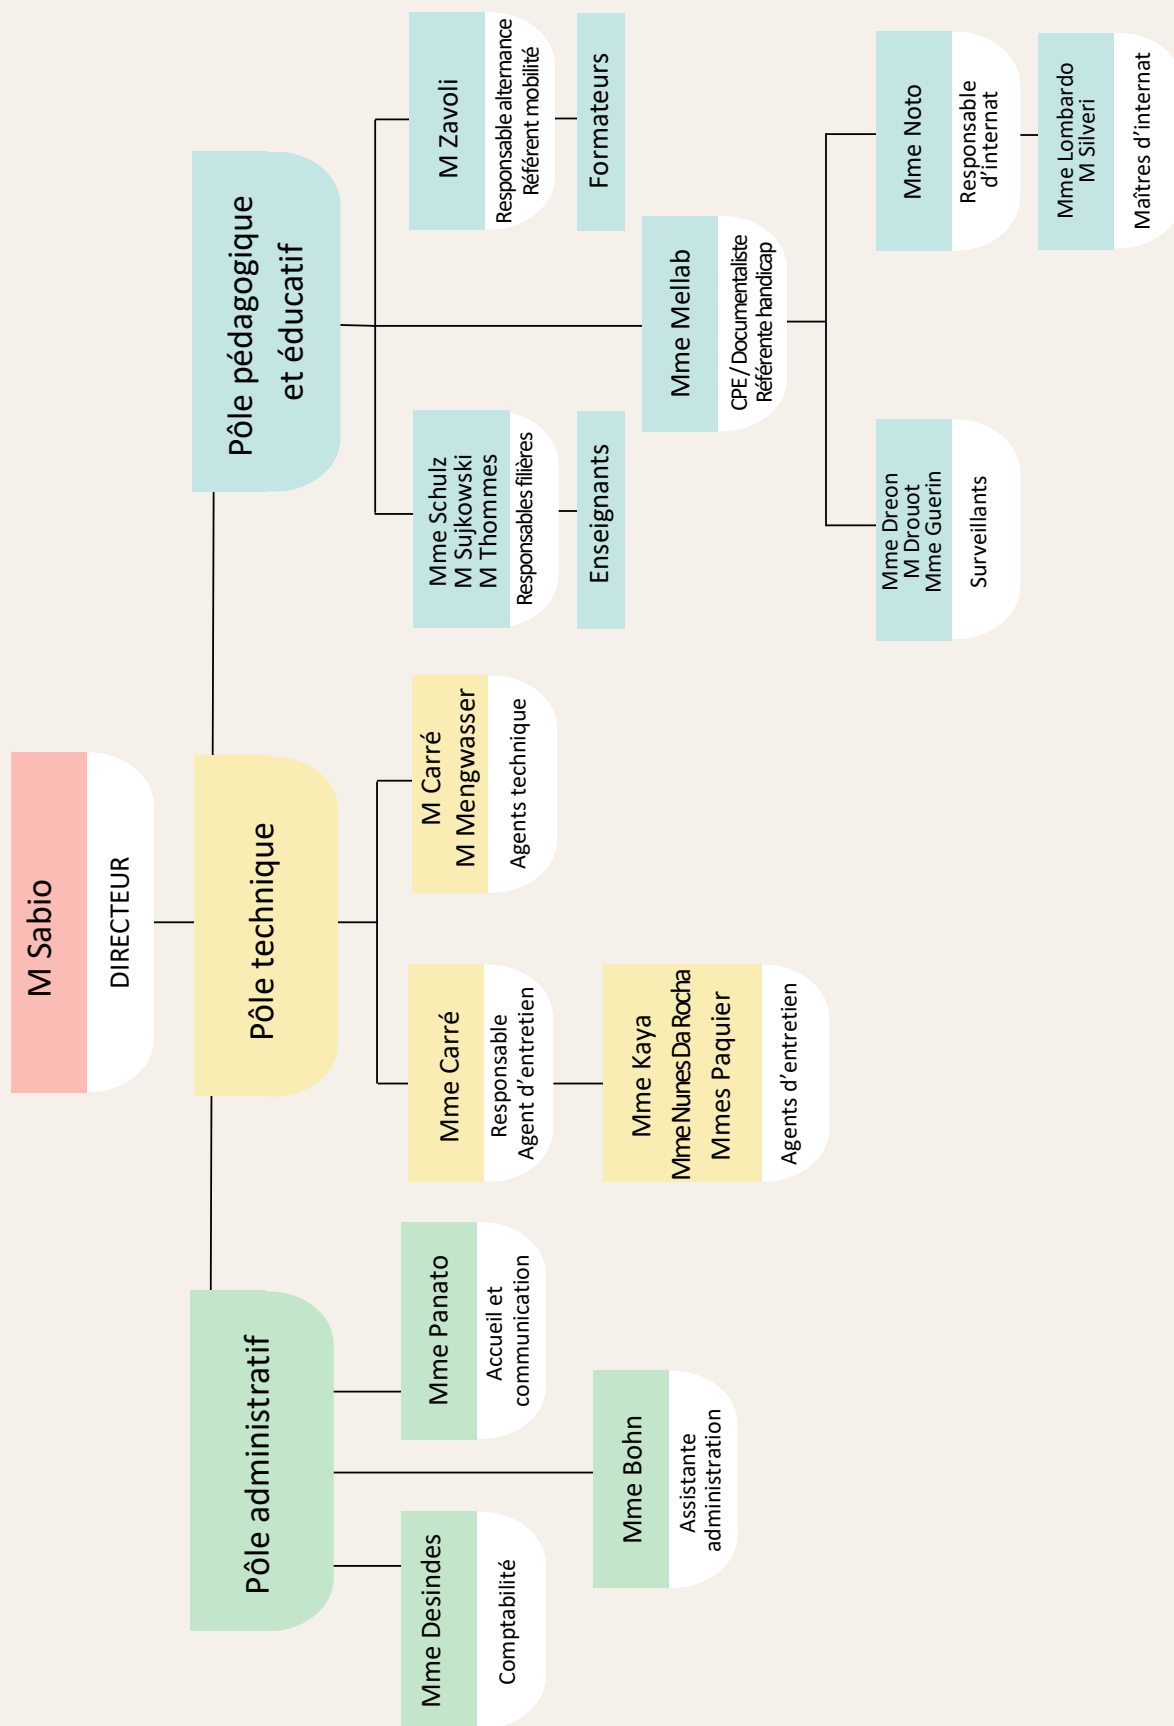 M Sabio
DIRECTEUR
Pôle administratif
Pôle technique
Pôle pédagogique
et éducatif
Mme Desindes
Comptabilité
Mme Bohn
Assistante
administration
Mme Panato
Accueil et
communication
Mme Carré
Responsable
Agent d’entretien
Mme Kaya
Mme Nunes Da Rocha
Mmes Paquier
Agents d’entretien
M Carré
M Mengwasser
Agents technique
Mme Schulz
M Sujkowski
M Thommes
Responsables filières
Enseignants
Mme Mellab
CPE / Documentaliste
Référente handicap
M Zavoli
Responsable alternance
Référent mobilité
Formateurs
Mme Dreon
M Drouot
Mme Guerin
Surveillants
Mme Noto
Responsable
d’internat
Mme Lombardo
M Silveri
Maîtres d’internat